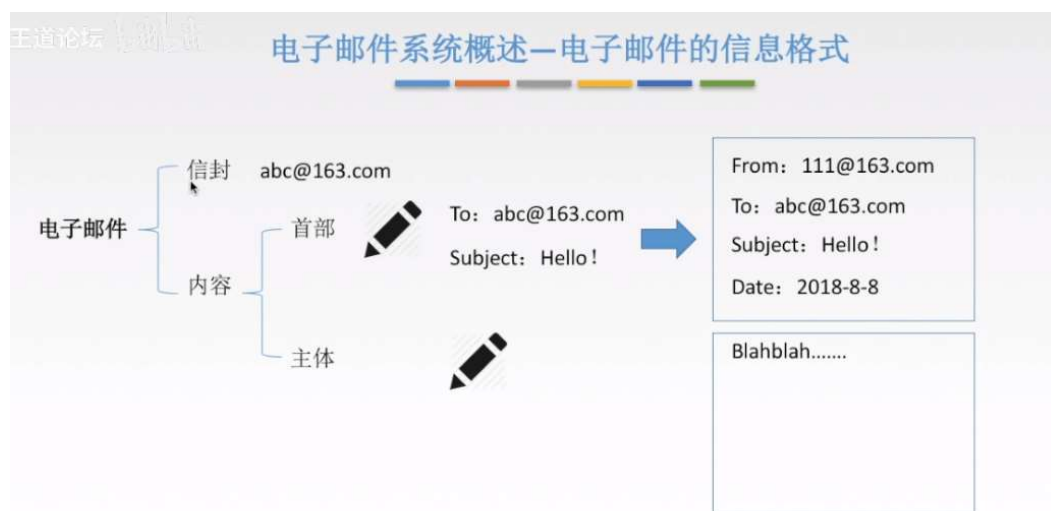 王道论坛
电子邮件系统概述—电子邮件的信息格式
电子邮件
信封 abc@163.com
内容
首部
To：abc@163.com
Subject：Hello！
主体
From：111@163.com
To：abc@163.com
Subject：Hello！
Date：2018-8-8
Blahblah.......